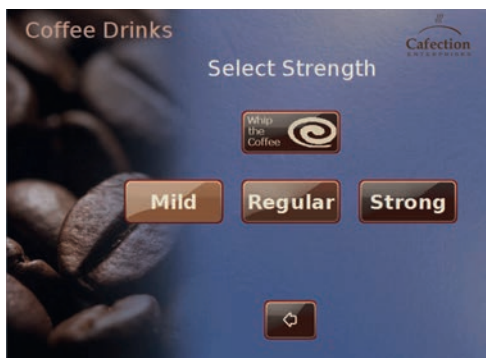 Coffee Drinks
Cafection
ENTERPRISES
Select Strength
Whip
the
Coffee
Mild
Regular
Strong